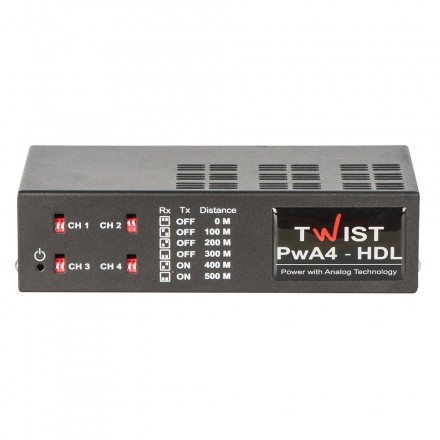 Rx Tx Distance
OFF 0 M
OFF 100 M
OFF 200 M
OFF 300 M
ON 400 M
ON 500 M
CH 1 CH 2
CH 3 CH 4
TWIST
PwA4 - HDL
Power with Analog Technology